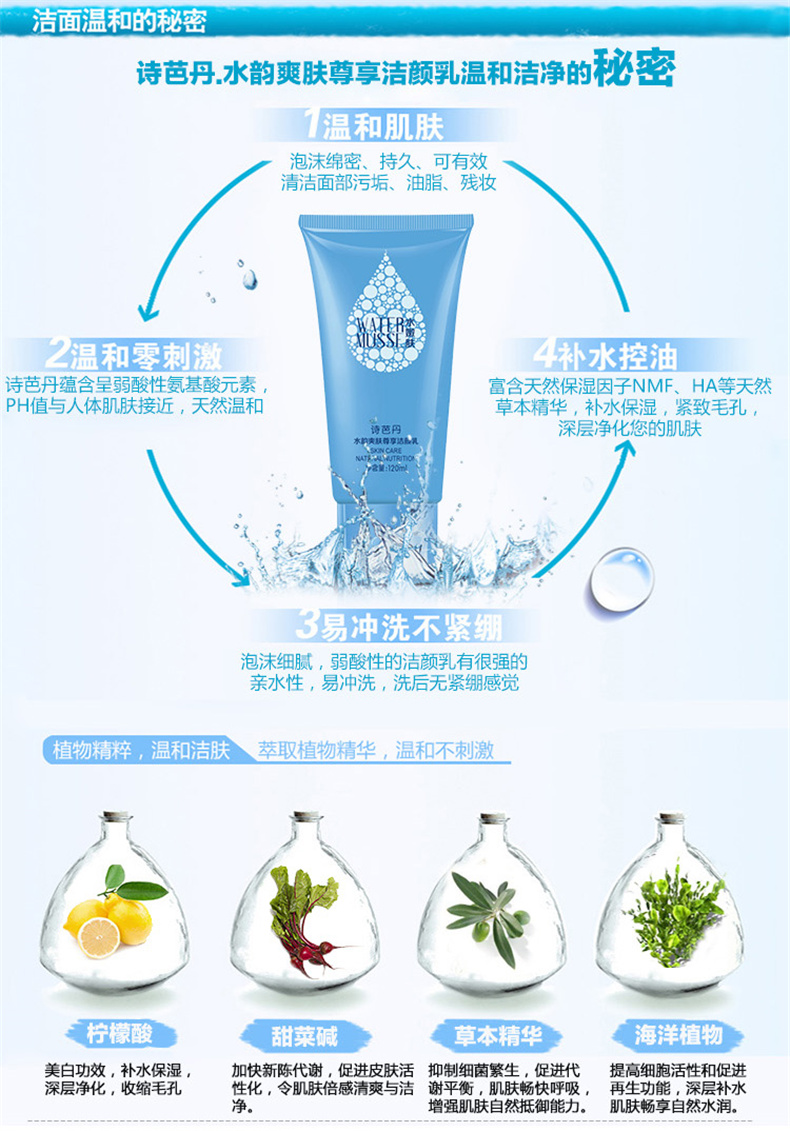 洁面温和的秘密
诗芭丹.水韵爽肤尊享洁颜乳温和洁净的秘密
1温和肌肤
泡沫绵密、持久、可有效
清洁面部污垢、油脂、残妆
WATER
MUSSE
水嫩肤
2温和零刺激
诗芭丹蕴含呈弱酸性氨基酸元素，
PH值与人体肌肤接近，天然温和
4补水控油
富含天然保湿因子NMF、HA等天然
草本精华，补水保湿，紧致毛孔，
深层净化您的肌肤
诗芭丹
水韵爽肤尊享洁颜乳
SKIN CARE
NATURAL NUTRITION
净含量:120ml
3易冲洗不紧绷
泡沫细腻，弱酸性的洁颜乳有很强的
亲水性，易冲洗，洗后无紧绷感觉
植物精粹，温和洁肤 萃取植物精华，温和不刺激
柠檬酸
美白功效，补水保湿，
深层净化，收缩毛孔
甜菜碱
加快新陈代谢，促进皮肤活
性化，令肌肤倍感清爽与洁
净。
草本精华
抑制细菌繁生，促进代
谢平衡，肌肤畅快呼吸，
增强肌肤自然抵御能力。
海洋植物
提高细胞活性和促进
再生功能，深层补水
肌肤畅享自然水润。